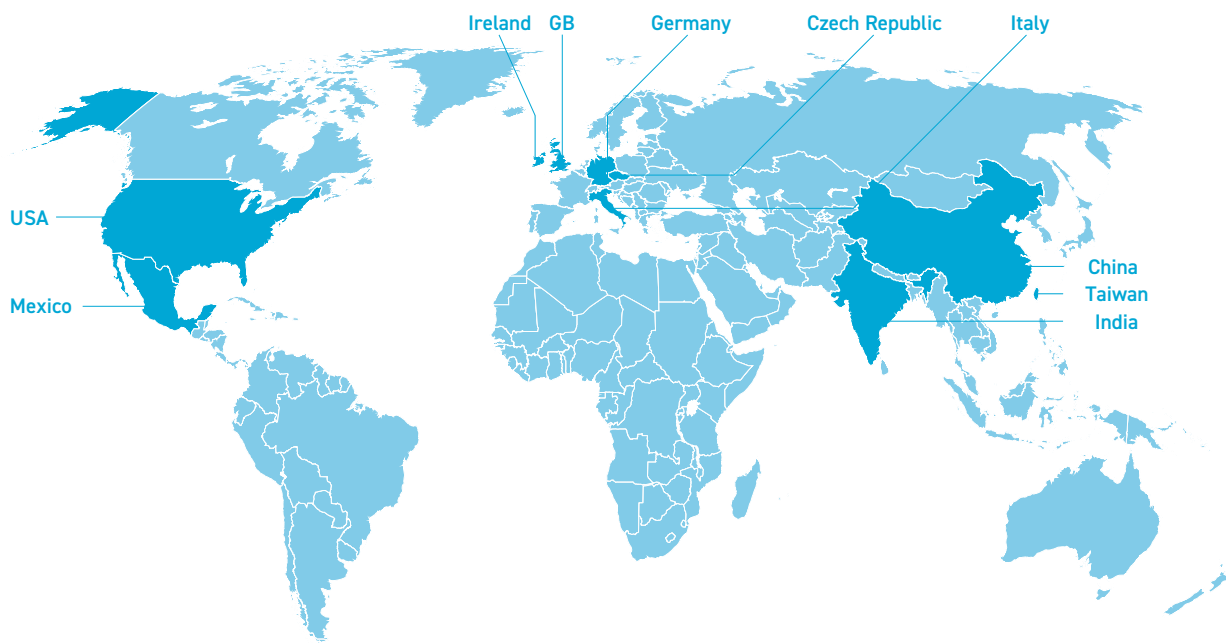 Ireland
GB
Germany
Czech Republic
Italy
USA
Mexico
China
Taiwan
India